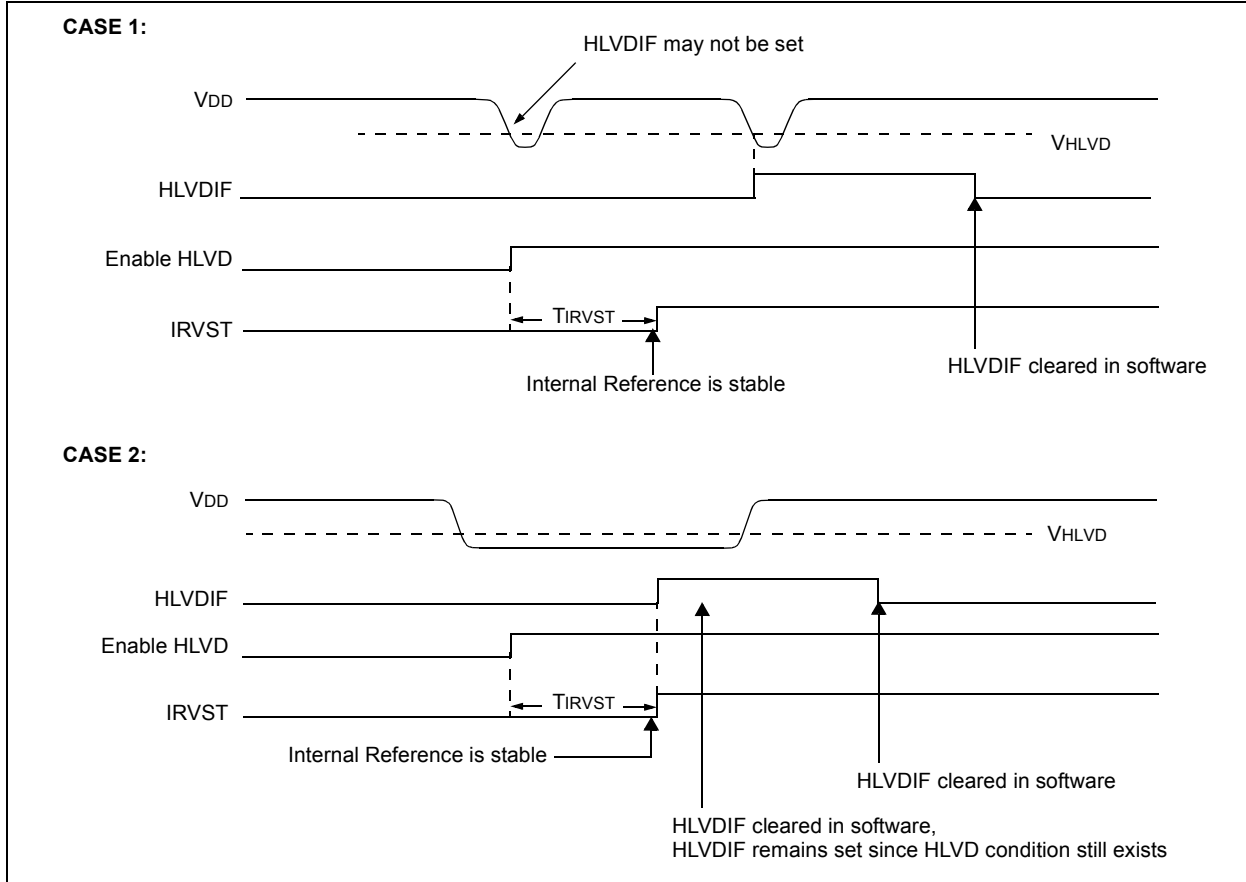 CASE 1:
HLVDIF may not be set
VDD
VHLVD
HLVDIF
Enable HLVD
TIRVST
IRVST
HLVDIF cleared in software
Internal Reference is stable
CASE 2:
VDD
VHLVD
HLVDIF
Enable HLVD
TIRVST
IRVST
Internal Reference is stable
HLVDIF cleared in software
HLVDIF cleared in software,
HLVDIF remains set since HLVD condition still exists